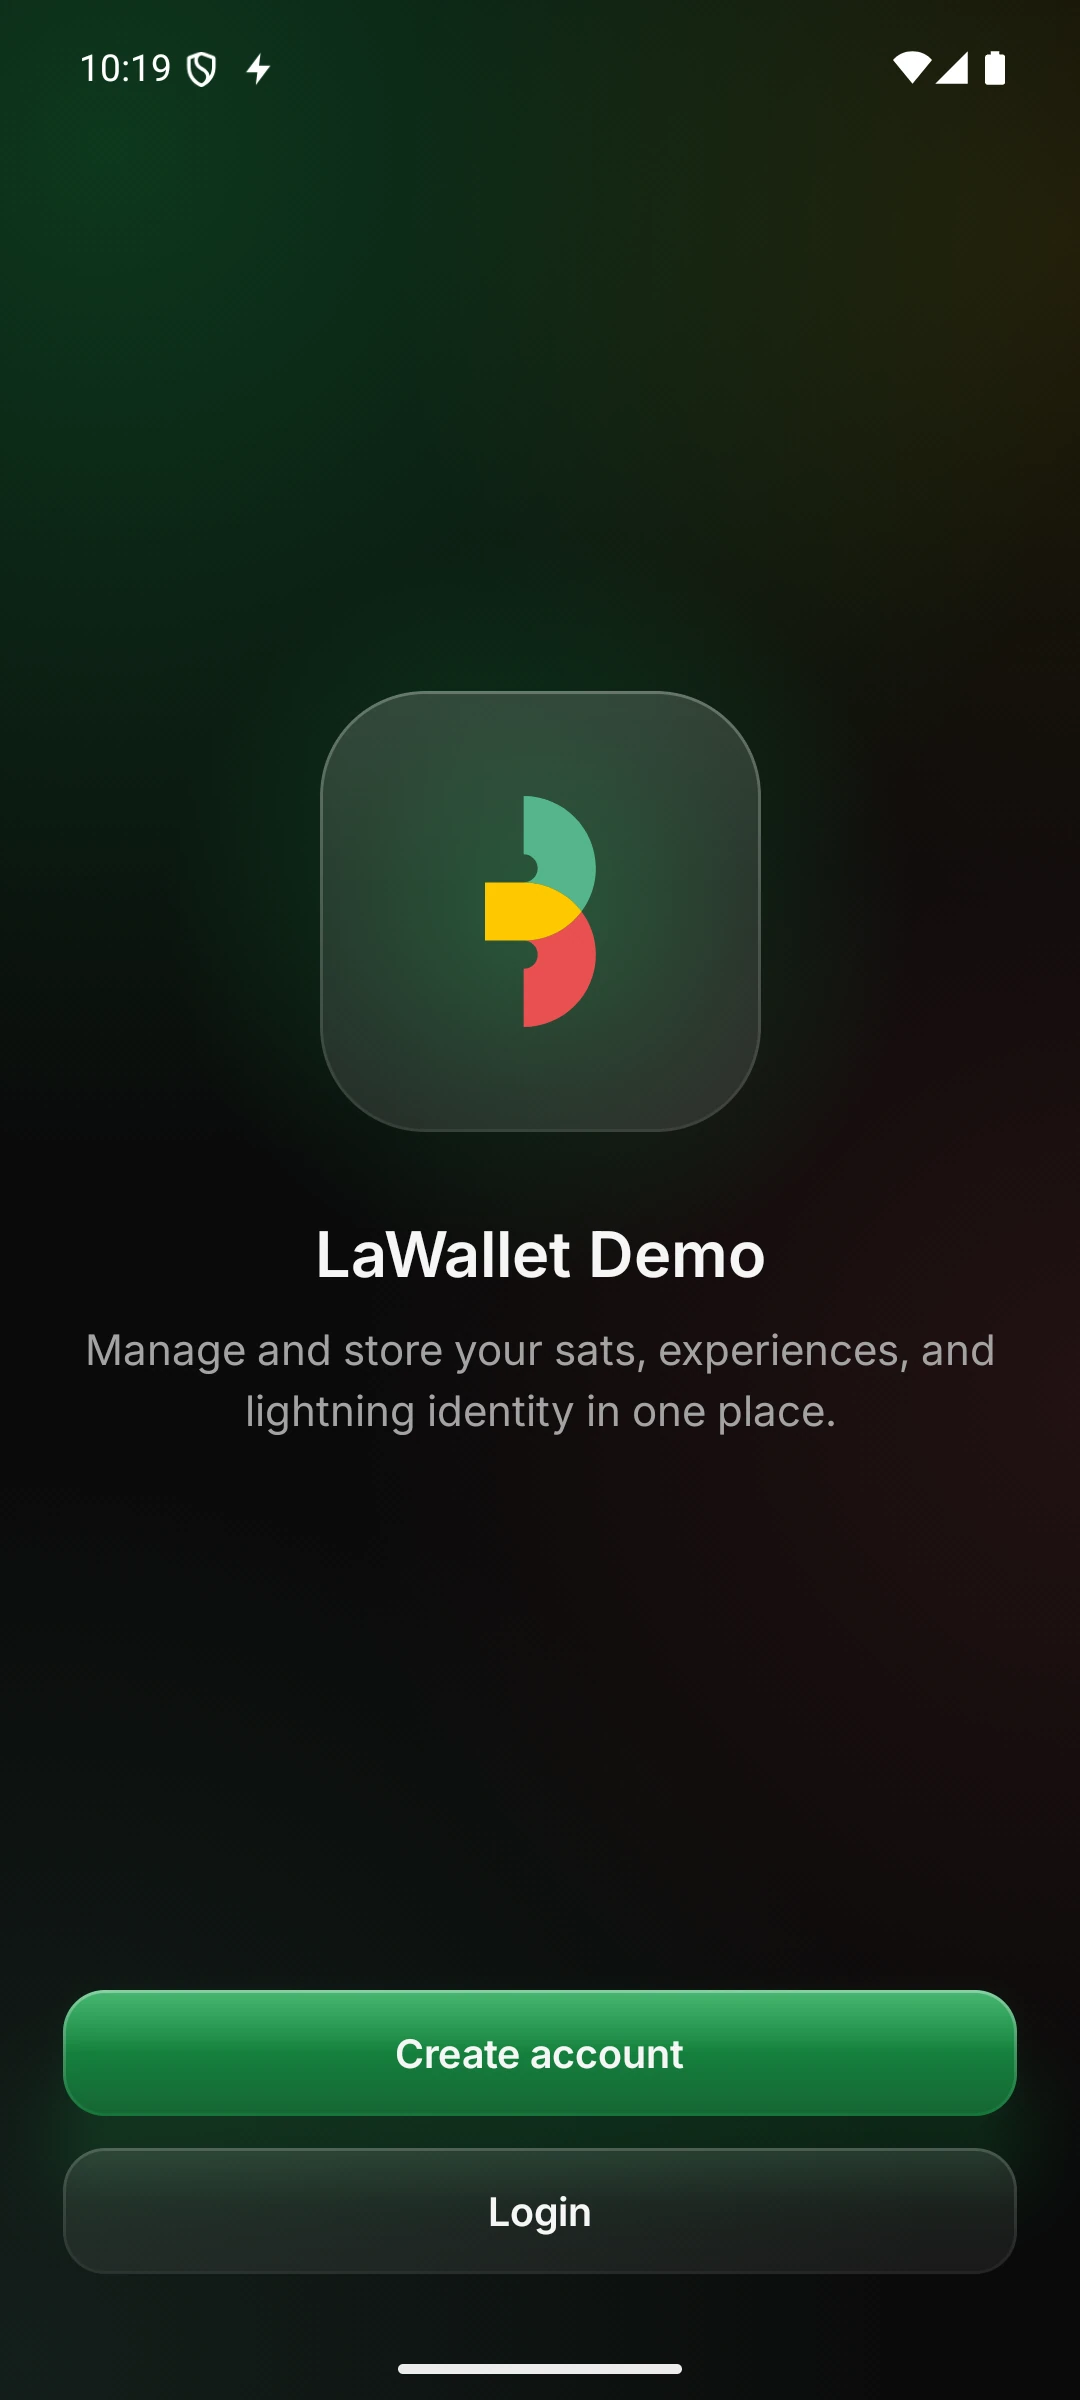 10:19
LaWallet Demo
Manage and store your sats, experiences, and
lightning identity in one place.
Create account
Login